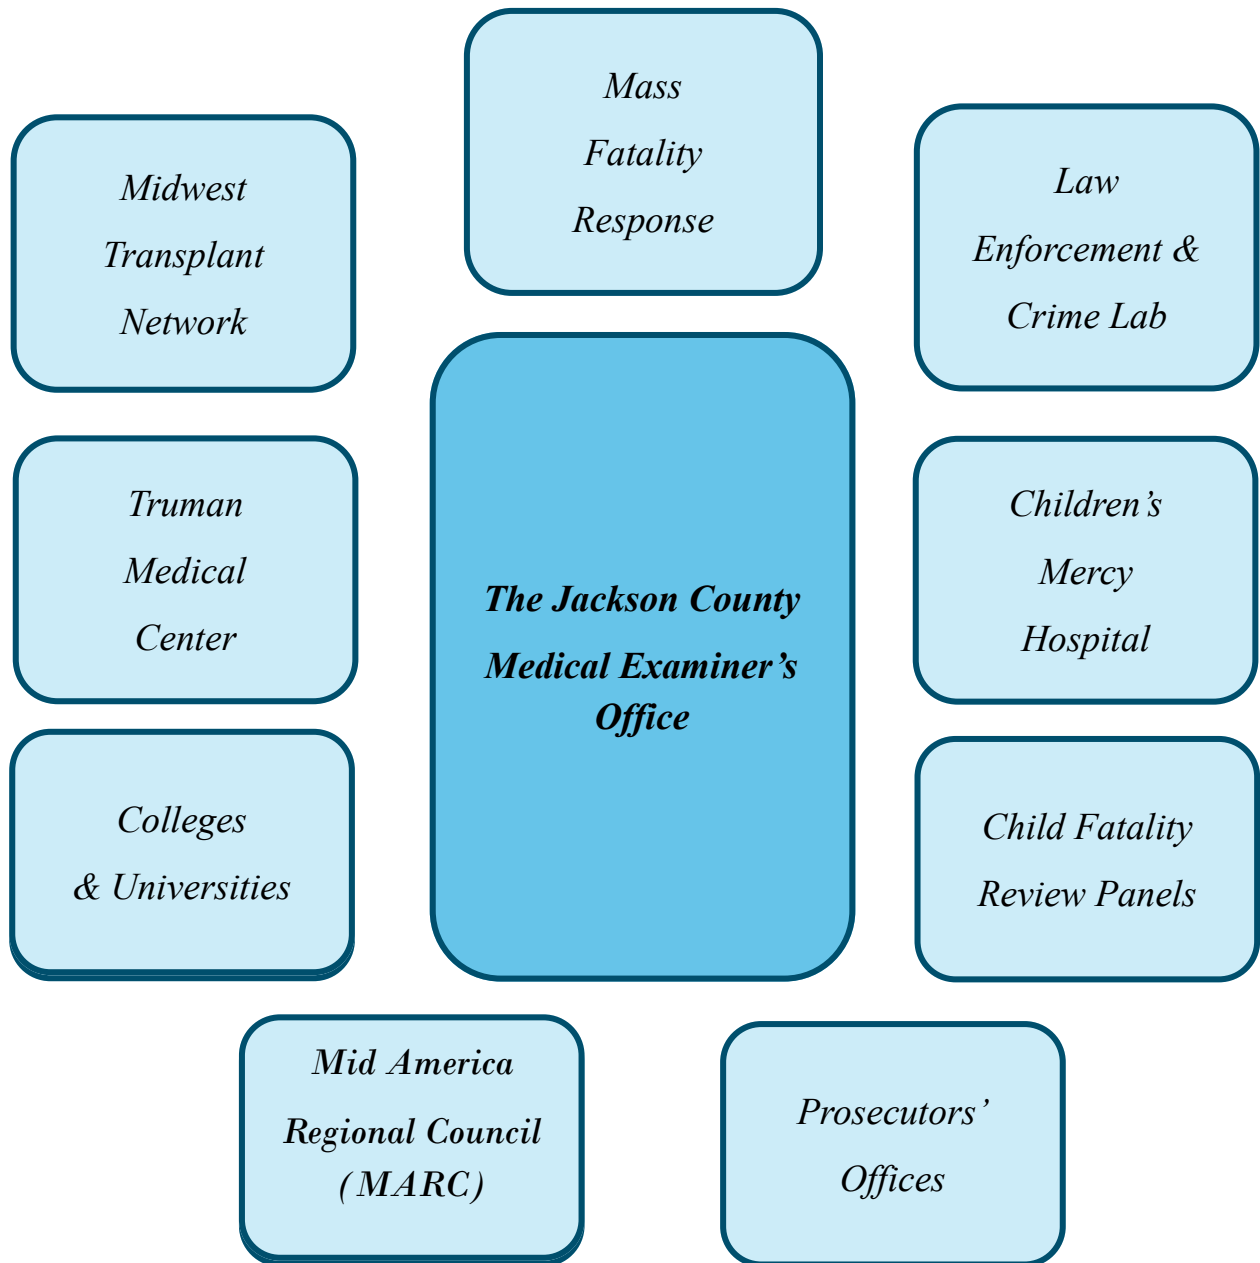 Mass
Fatality
Response
Midwest
Transplant
Network
Law
Enforcement &
Crime Lab
Truman
Medical
Center
The Jackson County
Medical Examiner’s
Office
Children’s
Mercy
Hospital
Colleges
& Universities
Child Fatality
Review Panels
Mid America
Regional Council
(MARC)
Prosecutors’
Offices